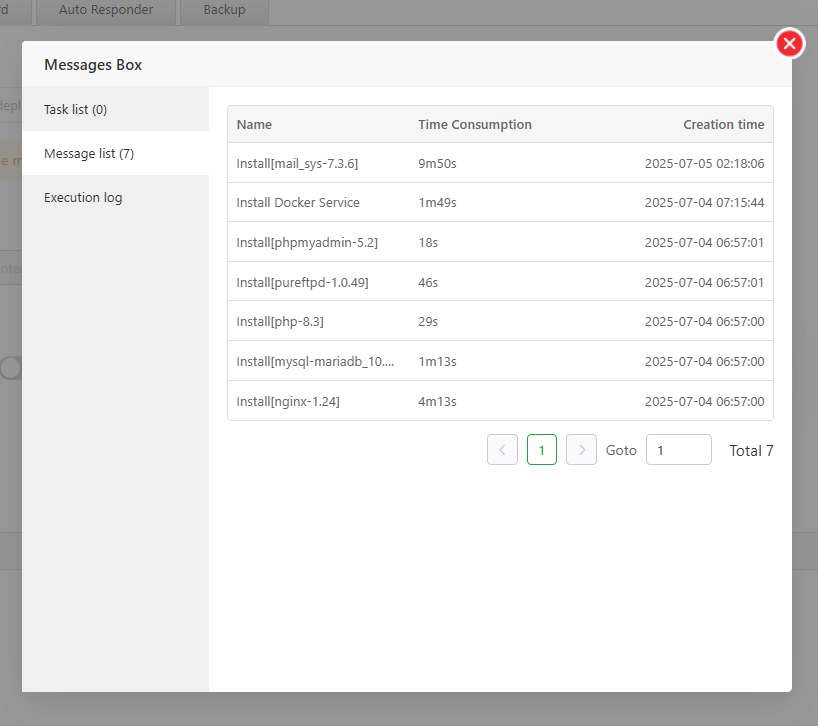 Auto Responder Backup
Messages Box
Task list (0)
Message list (7)
Execution log
Name Time Consumption Creation time
Install[mail_sys-7.3.6] 9m50s 2025-07-05 02:18:06
Install Docker Service 1m49s 2025-07-04 07:15:44
Install[phpmyadmin-5.2] 18s 2025-07-04 06:57:01
Install[pureftpd-1.0.49] 46s 2025-07-04 06:57:01
Install[php-8.3] 29s 2025-07-04 06:57:00
Install[mysql-mariadb_10.... 1m13s 2025-07-04 06:57:00
Install[nginx-1.24] 4m13s 2025-07-04 06:57:00
1 Goto 1 Total 7